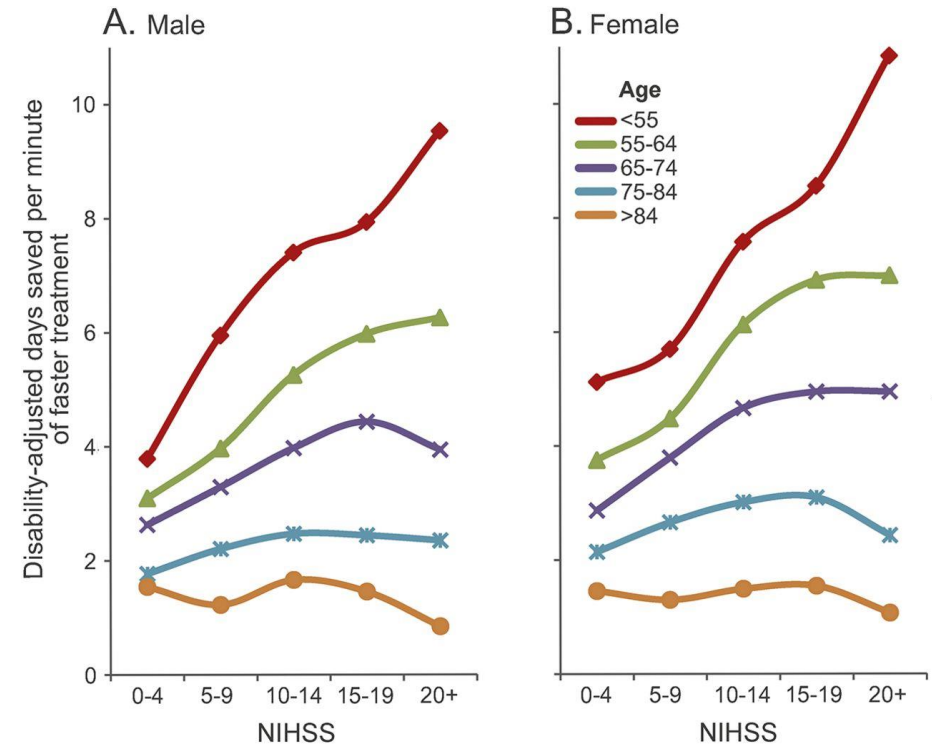 A. Male
B. Female
Disability-adjusted days saved per minute
of faster treatment
10
8
6
4
2
0
0-4 5-9 10-14 15-19 20+
NIHSS
Age
<55
55-64
65-74
75-84
>84
0-4 5-9 10-14 15-19 20+
NIHSS